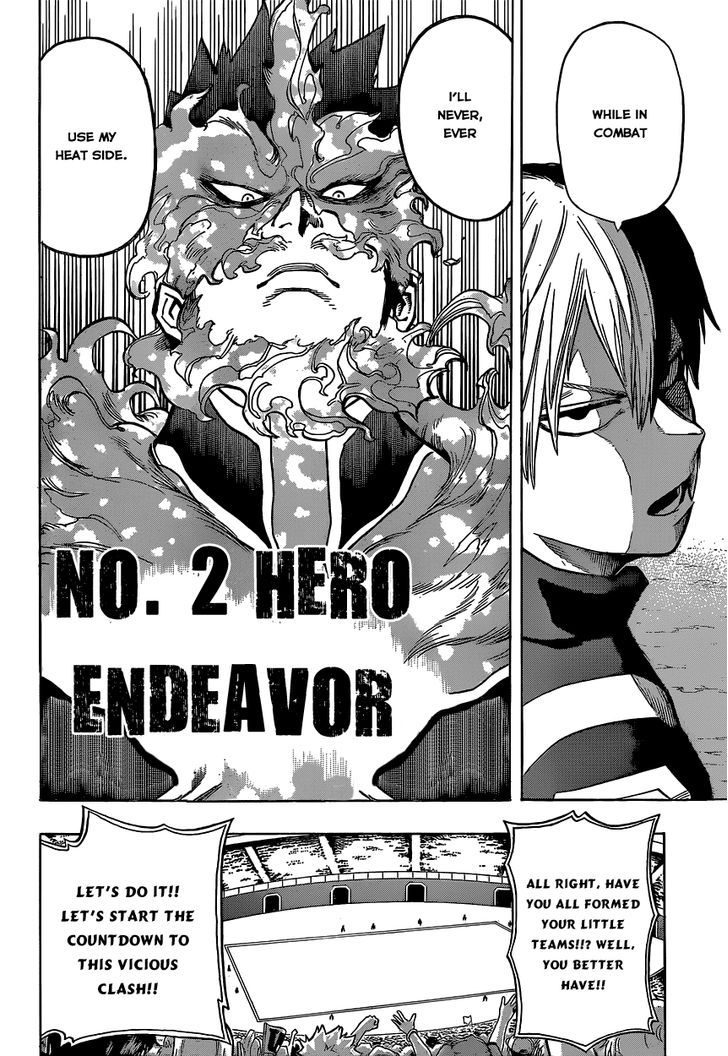 WHILE IN
COMBAT
I'LL
NEVER,
EVER
USE MY
HEAT SIDE.
NO. 2 HERO
ENDEAVOR
ALL RIGHT, HAVE
YOU ALL FORMED
YOUR LITTLE
TEAMS!!? WELL,
YOU BETTER
HAVE!!
LET'S DO IT!!
LET'S START THE
COUNTDOWN TO
THIS VICIOUS
CLASH!!